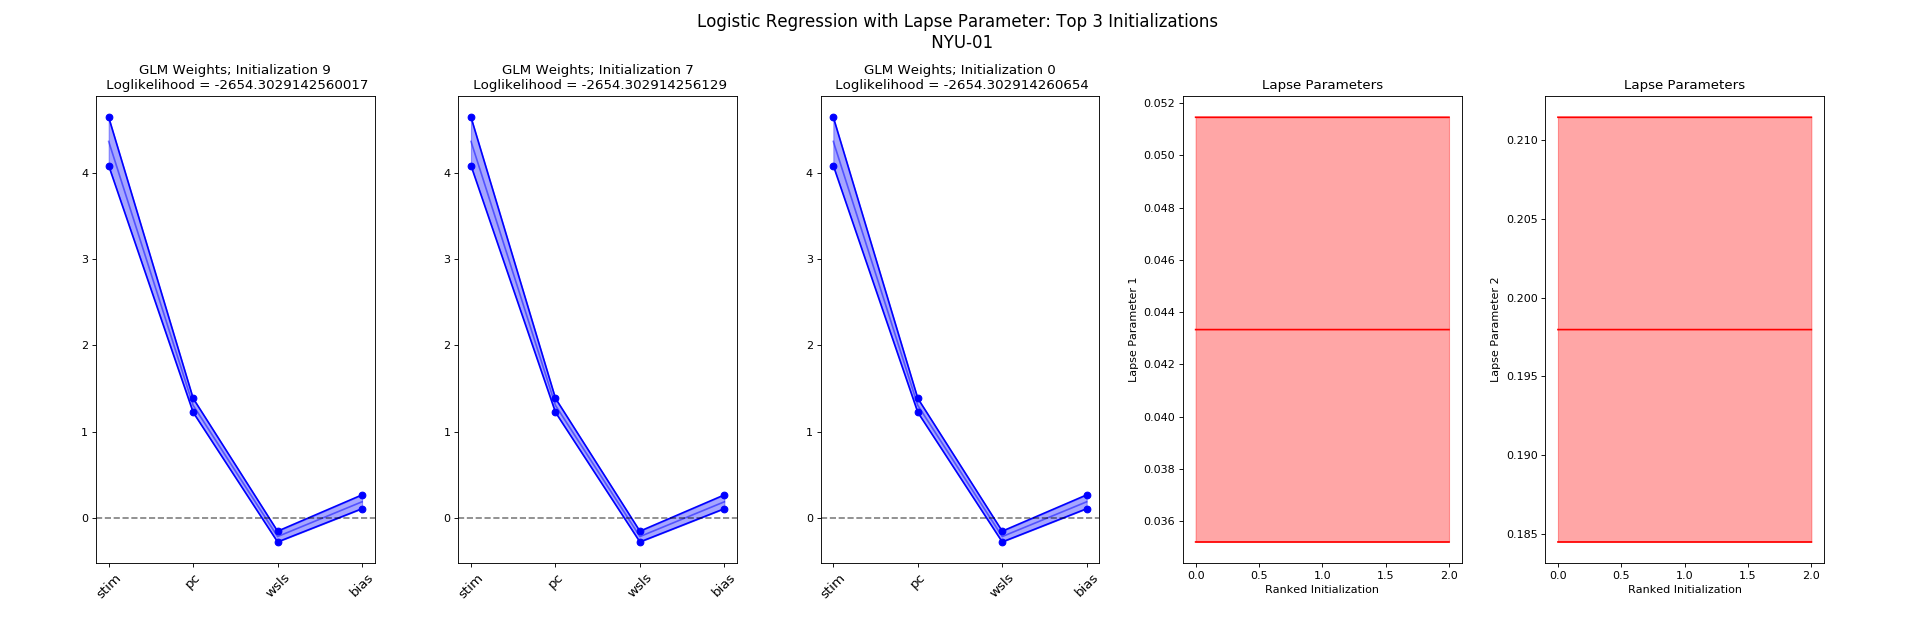 Logistic Regression with Lapse Parameter: Top 3 Initializations
NYU-01
GLM Weights; Initialization 9
Loglikelihood = -2654.3029142560017
4
3
2
1
0
stim
pc
wsls
bias
GLM Weights; Initialization 7
Loglikelihood = -2654.302914256129
4
3
2
1
0
stim
pc
wsls
bias
GLM Weights; Initialization 0
Loglikelihood = -2654.302914260654
4
3
2
1
0
stim
pc
wsls
bias
Lapse Parameters
Lapse Parameter 1
0.052
0.050
0.048
0.046
0.044
0.042
0.040
0.038
0.036
0.0
0.5
1.0
1.5
2.0
Ranked Initialization
Lapse Parameters
Lapse Parameter 2
0.210
0.205
0.200
0.195
0.190
0.185
0.0
0.5
1.0
1.5
2.0
Ranked Initialization